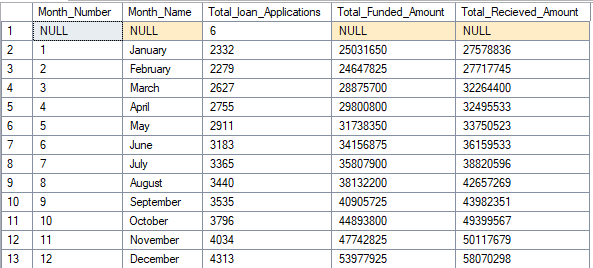 Month_Number Month_Name Total_loan_Applications Total_Funded_Amount Total_Recieved_Amount
1 NULL NULL 6 NULL NULL
2 1 January 2332 25031650 27578836
3 2 February 2279 24647825 27717745
4 3 March 2627 28875700 32264400
5 4 April 2755 29800800 32495533
6 5 May 2911 31738350 33750523
7 6 June 3183 34156875 36159533
8 7 July 3365 35807900 38820596
9 8 August 3440 38132200 42657269
10 9 September 3535 40905725 43982351
11 10 October 3796 44893800 49399567
12 11 November 4034 47742825 50117679
13 12 December 4313 53977925 58070298